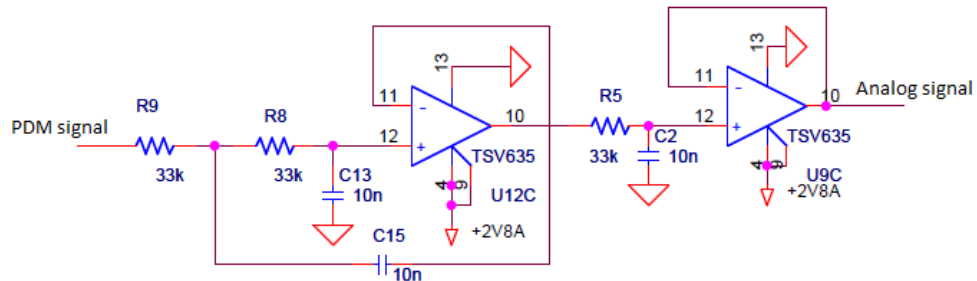 PDM signal
R9
33k
R8
33k
C13
10n
C15
10n
11
-
12
+
13
10
4
9
TSV635
U12C
+2V8A
R5
33k
C2
10n
11
-
12
+
13
10
4
9
TSV635
U9C
+2V8A
Analog signal